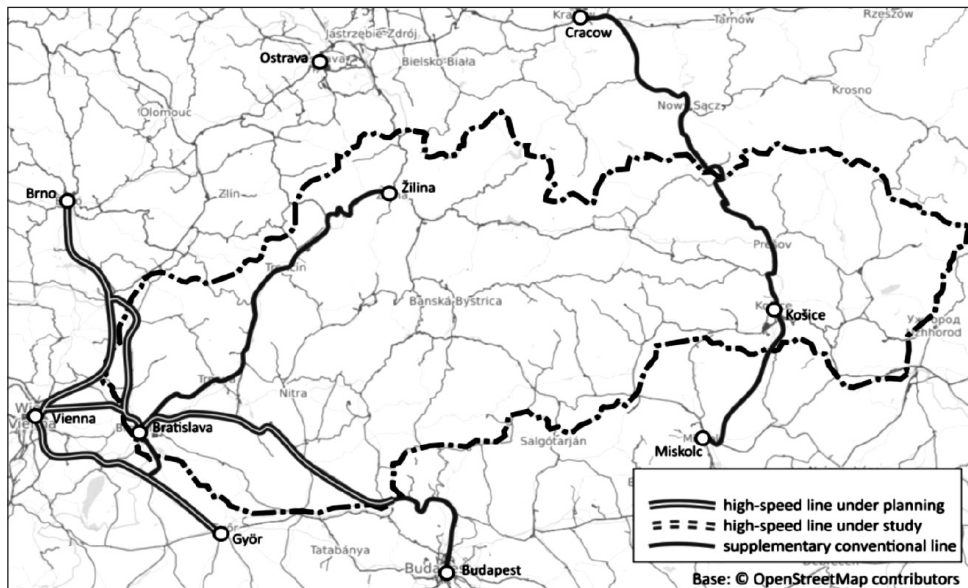 Cracow
Tarnów
Rzeszów
Jastrzębie Zdrój
Ostrava
Bielsko-Biała
Krosno
Nowy Sącz
Olomouc
Brno
Zlín
Žilina
Prešov
Trenčín
Banská Bystrica
Košice
Ужгород
Nitra
Vienna
Bratislava
Salgótarján
Miskolc
Győr
Tatabánya
Budapest
high-speed line under planning
high-speed line under study
supplementary conventional line
Base: © OpenStreetMap contributors